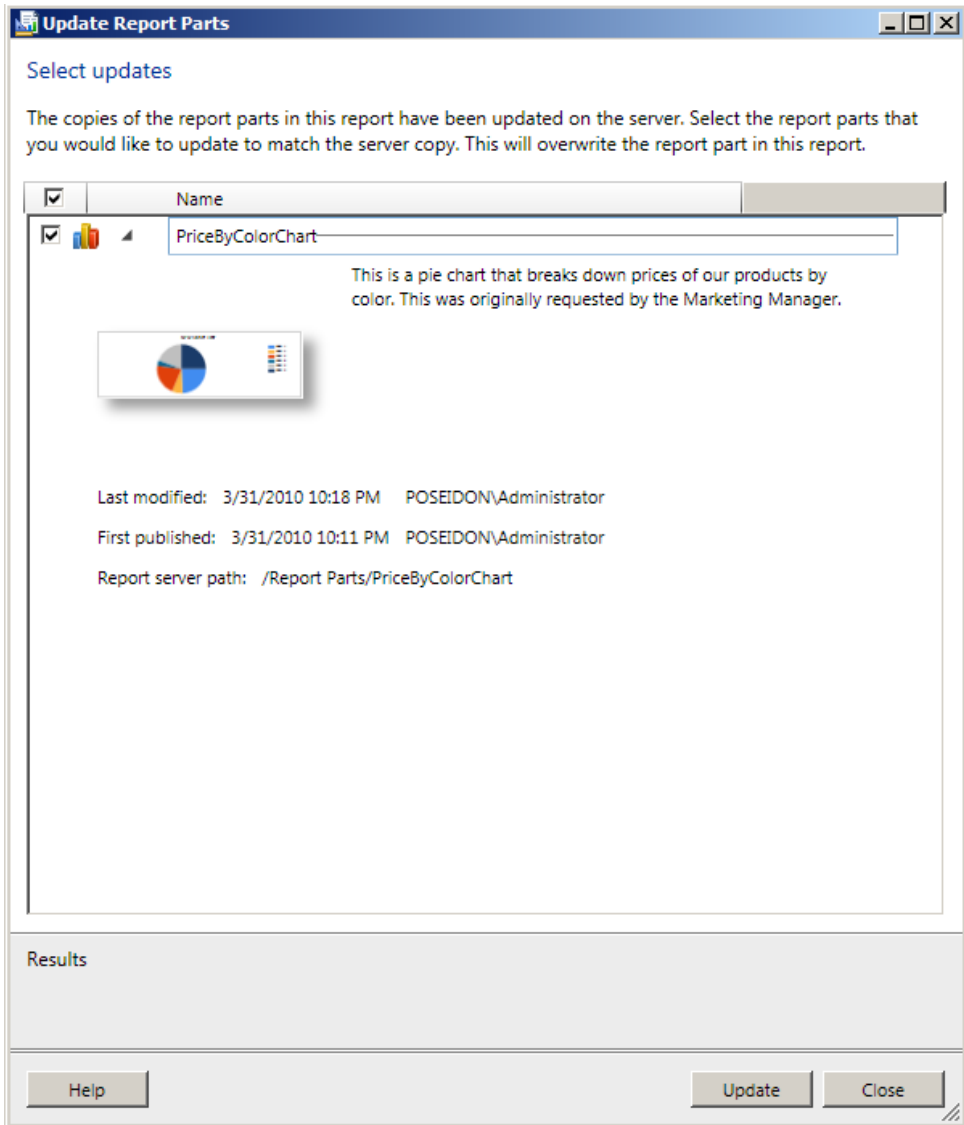 Update Report Parts
Select updates
The copies of the report parts in this report have been updated on the server. Select the report parts that
you would like to update to match the server copy. This will overwrite the report part in this report.
Name
PriceByColorChart
This is a pie chart that breaks down prices of our products by
color. This was originally requested by the Marketing Manager.
Last modified: 3/31/2010 10:18 PM POSEIDON\Administrator
First published: 3/31/2010 10:11 PM POSEIDON\Administrator
Report server path: /Report Parts/PriceByColorChart
Results
Help Update Close